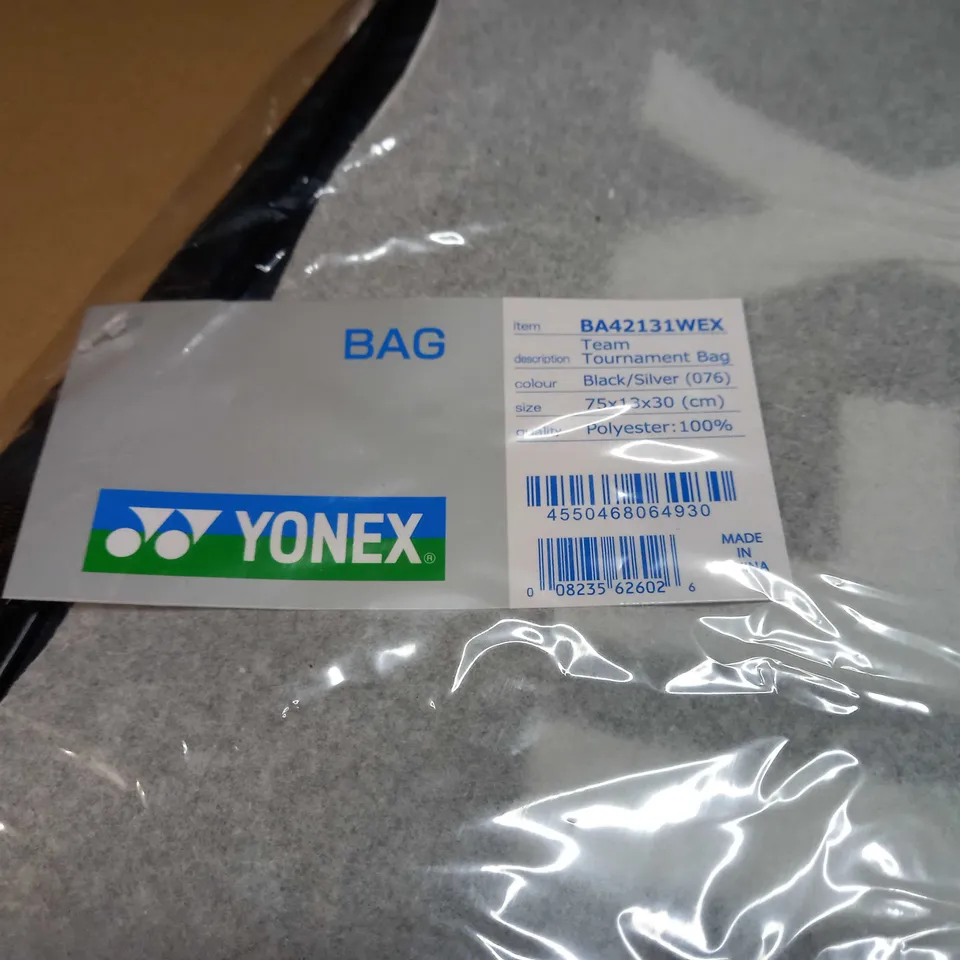 BAG
YONEX®
item BA42131WEX
description Team Tournament Bag
colour Black/Silver (076)
size 75x13x30 (cm)
quality Polyester:100%
4550468064930
0 08235 62602 6
MADE
IN